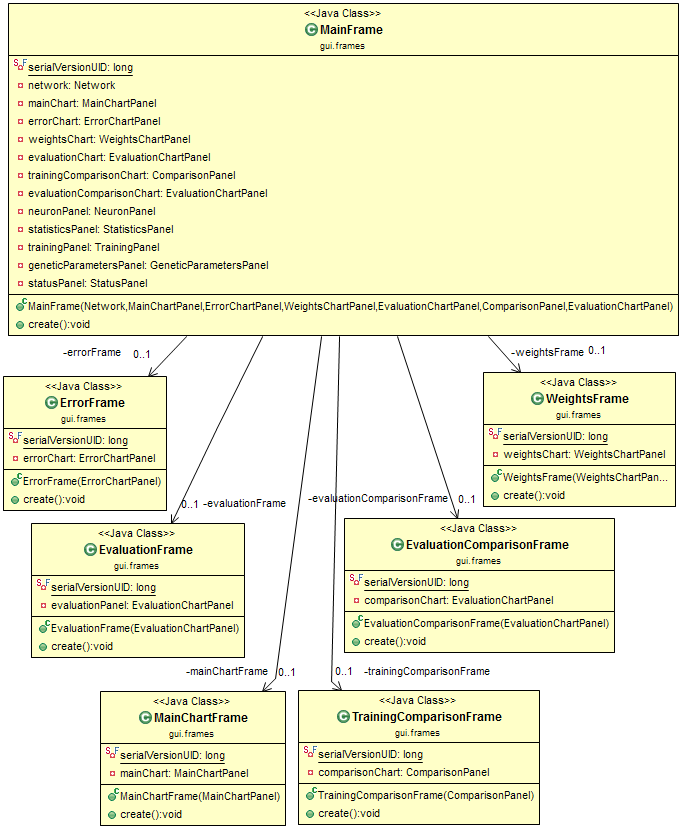 <<Java Class>>
C MainFrame
gui.frames
S F serialVersionUID: long
network: Network
mainChart: MainChartPanel
errorChart: ErrorChartPanel
weightsChart: WeightsChartPanel
evaluationChart: EvaluationChartPanel
trainingComparisonChart: ComparisonPanel
evaluationComparisonChart: EvaluationChartPanel
neuronPanel: NeuronPanel
statisticsPanel: StatisticsPanel
trainingPanel: TrainingPanel
geneticParametersPanel: GeneticParametersPanel
statusPanel: StatusPanel
C MainFrame(Network,MainChartPanel,ErrorChartPanel,WeightsChartPanel,EvaluationChartPanel,ComparisonPanel,EvaluationChartPanel)
create():void
-errorFrame 0..1
-weightsFrame 0..1
<<Java Class>>
C ErrorFrame
gui.frames
S F serialVersionUID: long
errorChart: ErrorChartPanel
C ErrorFrame(ErrorChartPanel)
create():void
<<Java Class>>
C WeightsFrame
gui.frames
S F serialVersionUID: long
weightsChart: WeightsChartPanel
C WeightsFrame(WeightsChartPan...
create():void
0..1 -evaluationFrame
-evaluationComparisonFrame 0..1
<<Java Class>>
C EvaluationFrame
gui.frames
S F serialVersionUID: long
evaluationPanel: EvaluationChartPanel
C EvaluationFrame(EvaluationChartPanel)
create():void
<<Java Class>>
C EvaluationComparisonFrame
gui.frames
S F serialVersionUID: long
comparisonChart: EvaluationChartPanel
C EvaluationComparisonFrame(EvaluationChartPanel)
create():void
-mainChartFrame 0..1
0..1 -trainingComparisonFrame
<<Java Class>>
C MainChartFrame
gui.frames
S F serialVersionUID: long
mainChart: MainChartPanel
C MainChartFrame(MainChartPanel)
create():void
<<Java Class>>
C TrainingComparisonFrame
gui.frames
S F serialVersionUID: long
comparisonChart: ComparisonPanel
C TrainingComparisonFrame(ComparisonPanel)
create():void